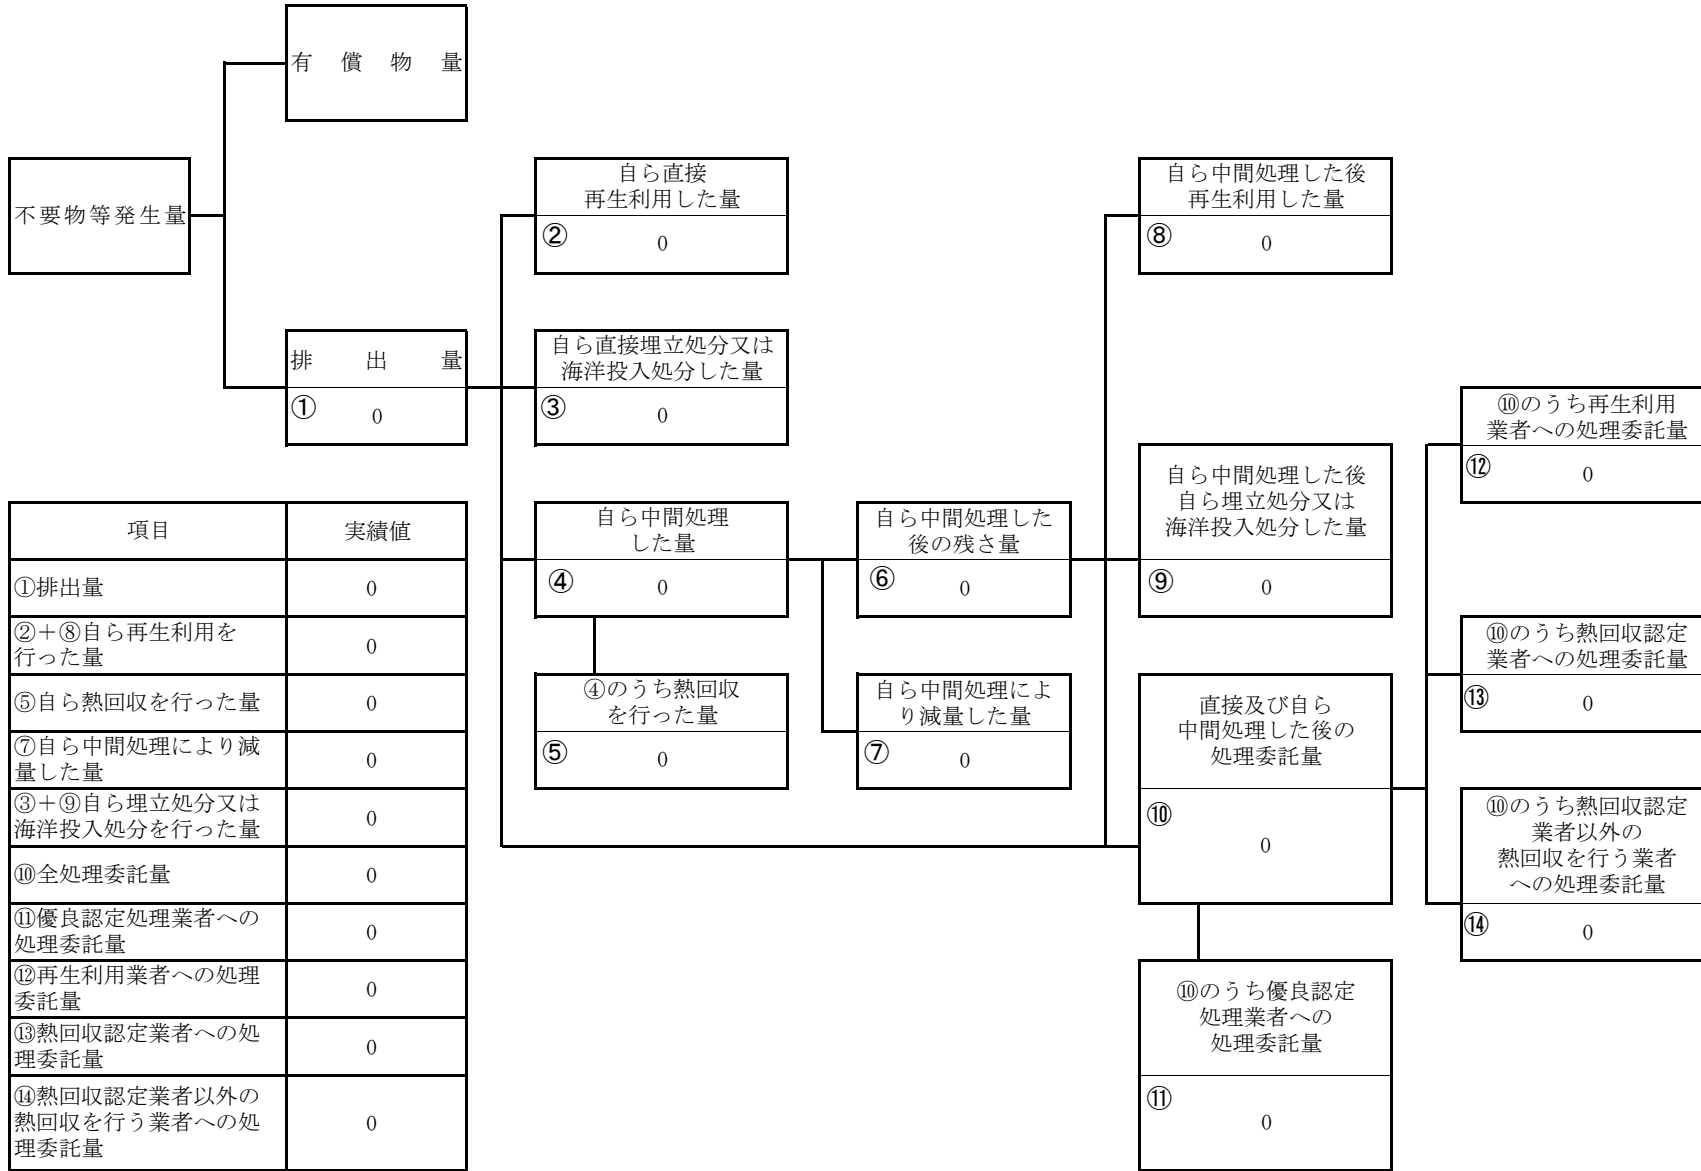 有償物量
不要物等発生量
排出量
① 0
自ら直接
再生利用した量
② 0
自ら直接埋立処分又は
海洋投入処分した量
③ 0
自ら中間処理
した量
④ 0
④のうち熱回収
を行った量
⑤ 0
自ら中間処理した
後の残さ量
⑥ 0
自ら中間処理によ
り減量した量
⑦ 0
自ら中間処理した後
再生利用した量
⑧ 0
自ら中間処理した後
自ら埋立処分又は
海洋投入処分した量
⑨ 0
直接及び自ら
中間処理した後の
処理委託量
⑩ 0
⑩のうち優良認定
処理業者への
処理委託量
⑪ 0
⑩のうち再生利用
業者への処理委託量
⑫ 0
⑩のうち熱回収認定
業者への処理委託量
⑬ 0
⑩のうち熱回収認定
業者以外の
熱回収を行う業者
への処理委託量
⑭ 0
項目 実績値
①排出量 0
②+⑧自ら再生利用を
行った量 0
⑤自ら熱回収を行った量 0
⑦自ら中間処理により減
量した量 0
③+⑨自ら埋立処分又は
海洋投入処分を行った量 0
⑩全処理委託量 0
⑪優良認定処理業者への
処理委託量 0
⑫再生利用業者への処理
委託量 0
⑬熱回収認定業者への処
理委託量 0
⑭熱回収認定業者以外の
熱回収を行う業者への処
理委託量 0